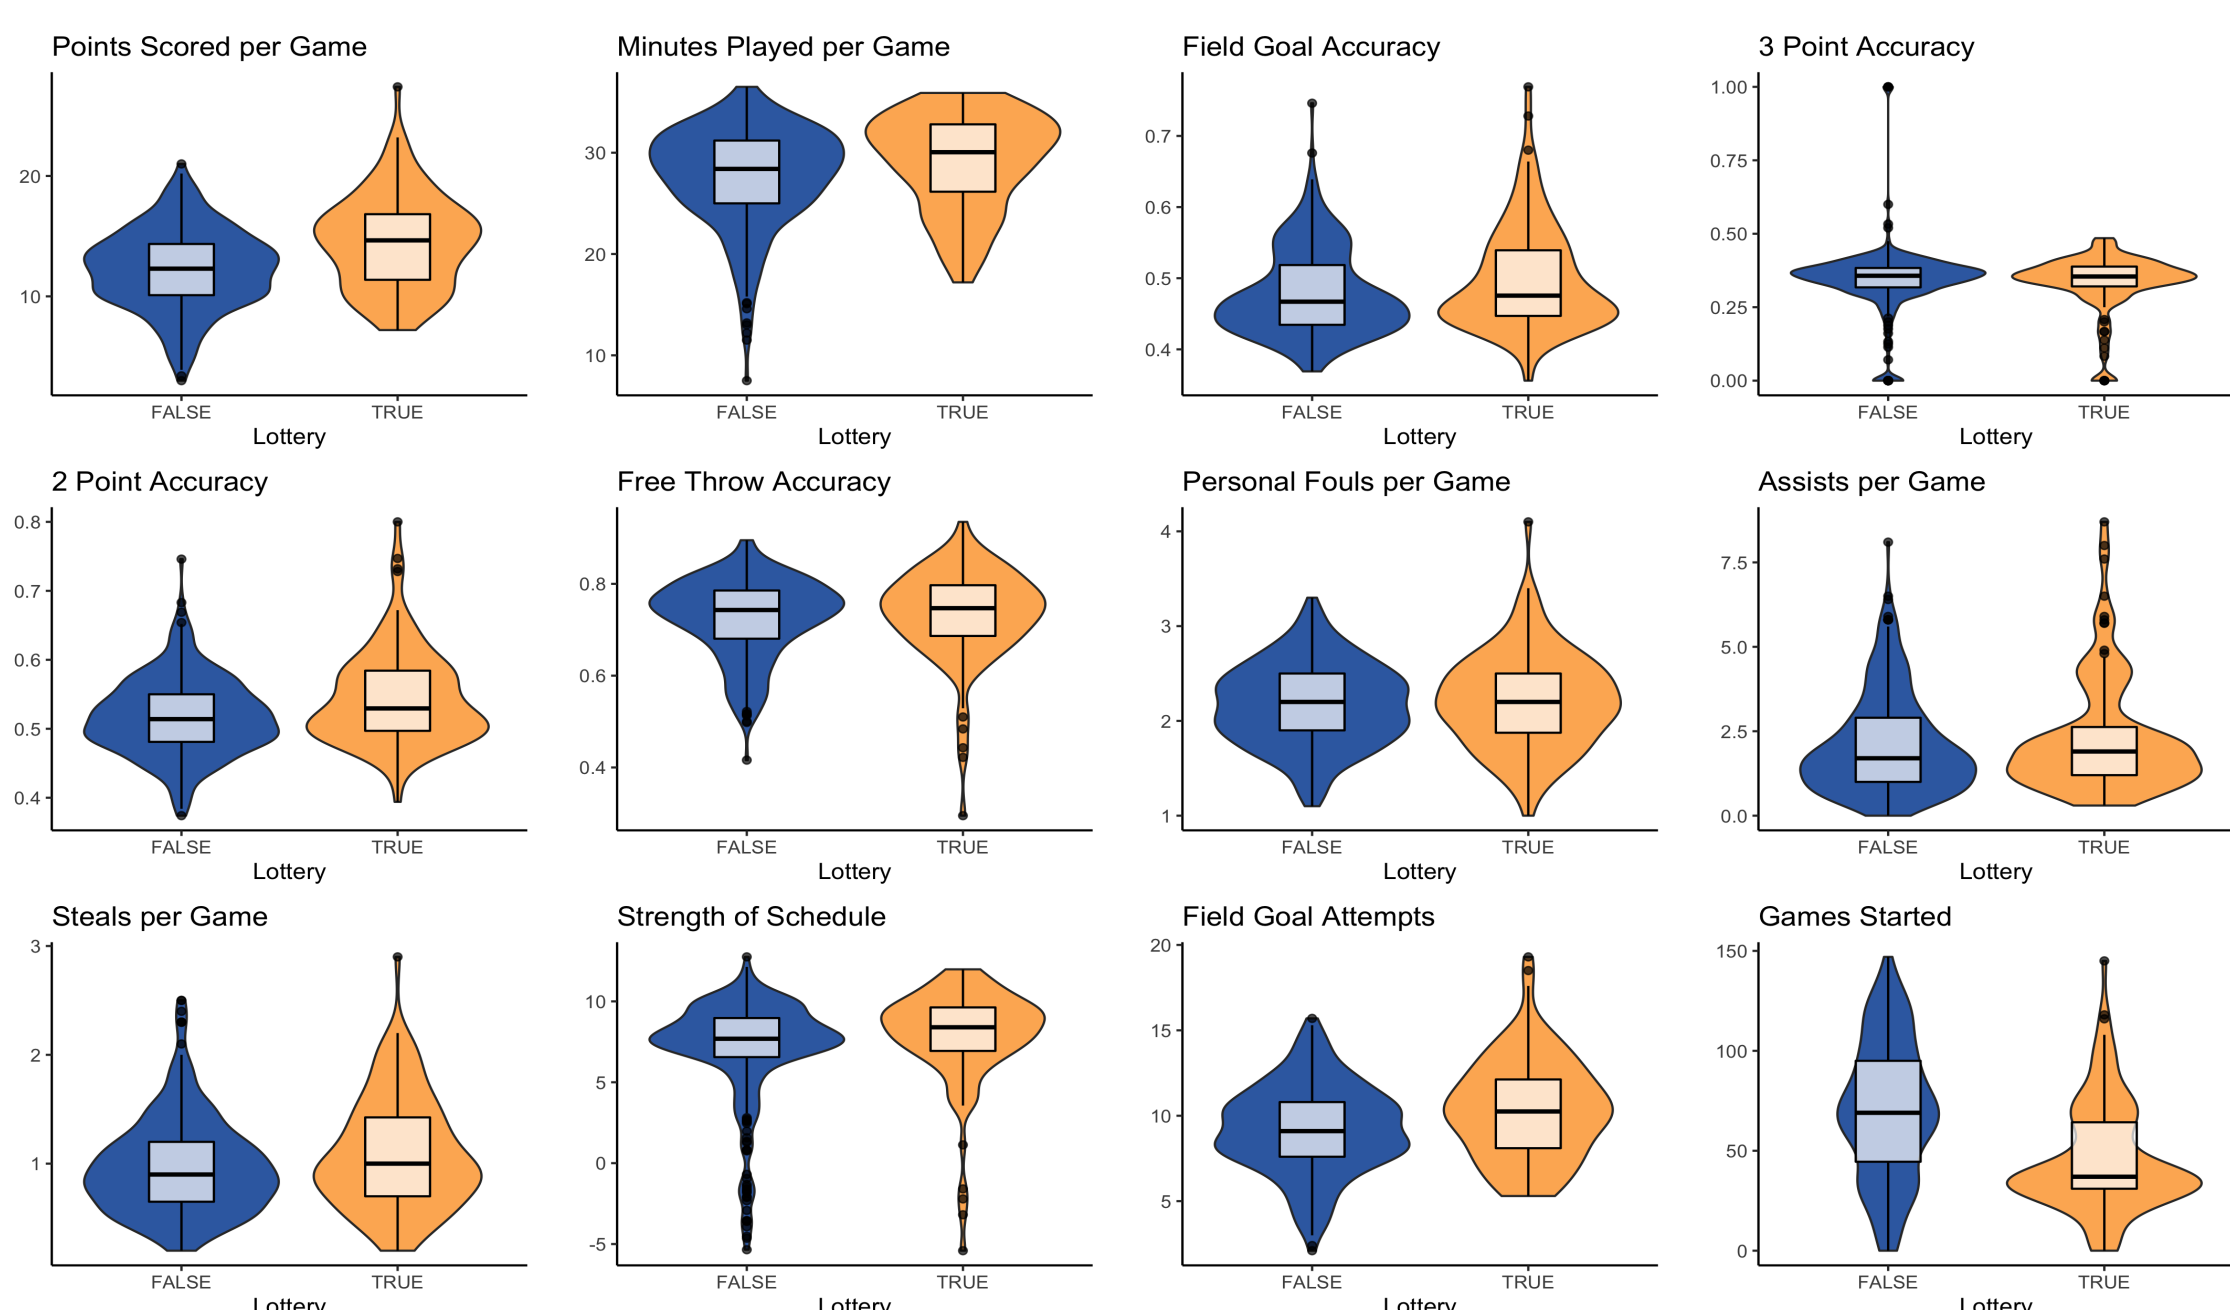 Points Scored per Game
20
10
FALSE TRUE
Lottery
Minutes Played per Game
30
20
10
FALSE TRUE
Lottery
Field Goal Accuracy
0.7
0.6
0.5
0.4
FALSE TRUE
Lottery
3 Point Accuracy
1.00
0.75
0.50
0.25
0.00
FALSE TRUE
Lottery
2 Point Accuracy
0.8
0.7
0.6
0.5
0.4
FALSE TRUE
Lottery
Free Throw Accuracy
0.8
0.6
0.4
FALSE TRUE
Lottery
Personal Fouls per Game
4
3
2
1
FALSE TRUE
Lottery
Assists per Game
7.5
5.0
2.5
0.0
FALSE TRUE
Lottery
Steals per Game
3
2
1
FALSE TRUE
Lottery
Strength of Schedule
10
5
0
-5
FALSE TRUE
Lottery
Field Goal Attempts
20
15
10
5
FALSE TRUE
Lottery
Games Started
150
100
50
0
FALSE TRUE
Lottery